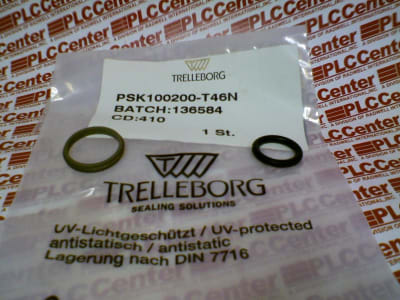 TRELLEBORG
PSK100200-T46N
BATCH:136584
CD:410
1 St.
TRELLEBORG
SEALING SOLUTIONS
UV-Lichtgeschützt / UV-protected
antistatisch / antistatic
Lagerung nach DIN 7716
PLCCenter